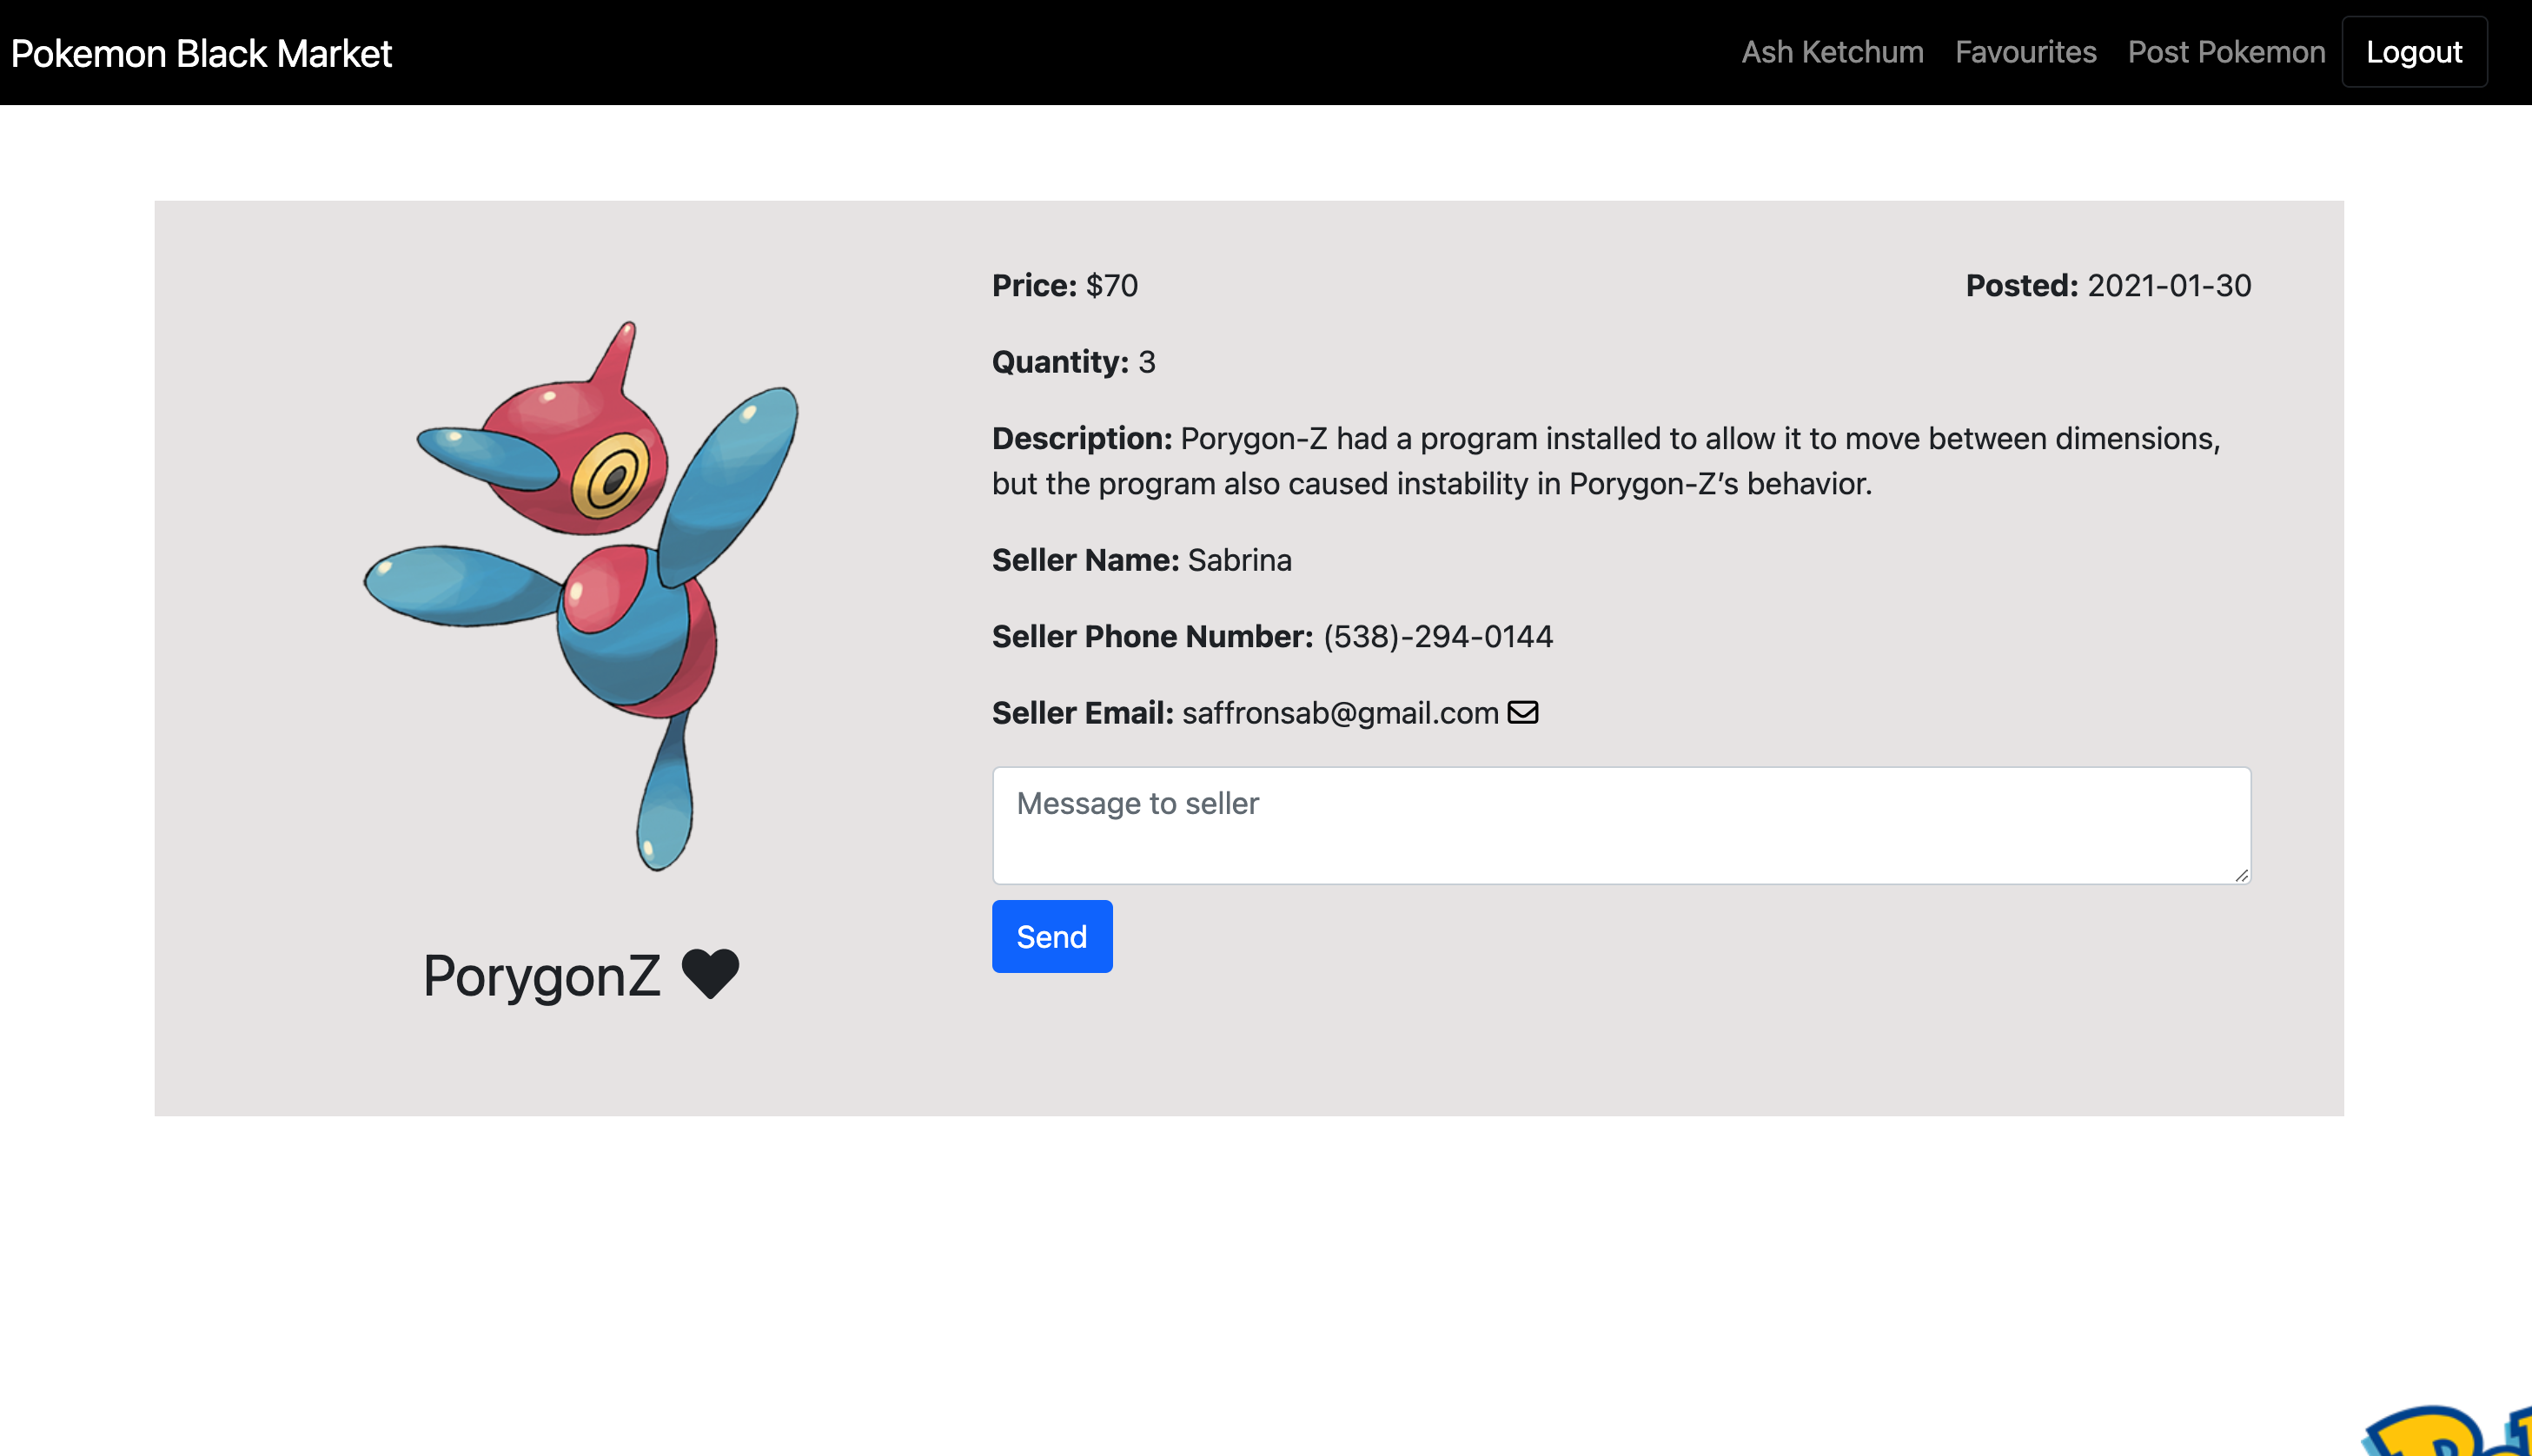 Pokemon Black Market
Ash Ketchum Favourites Post Pokemon Logout
Price: $70
Posted: 2021-01-30
Quantity: 3
Description: Porygon-Z had a program installed to allow it to move between dimensions,
but the program also caused instability in Porygon-Z’s behavior.
Seller Name: Sabrina
Seller Phone Number: (538)-294-0144
Seller Email: saffronsab@gmail.com
Message to seller
Send
PorygonZ